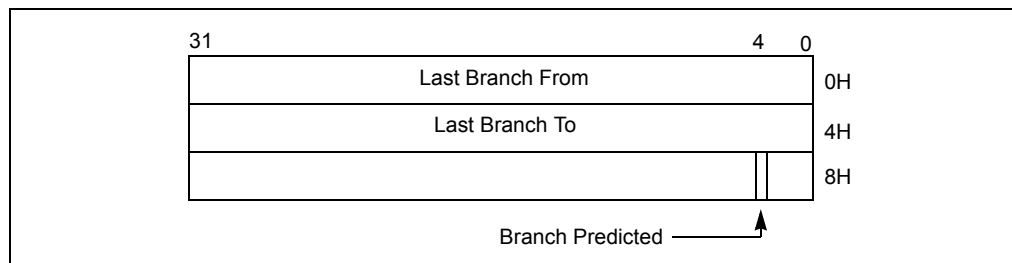 31 4 0
Last Branch From 0H
Last Branch To 4H
8H
Branch Predicted